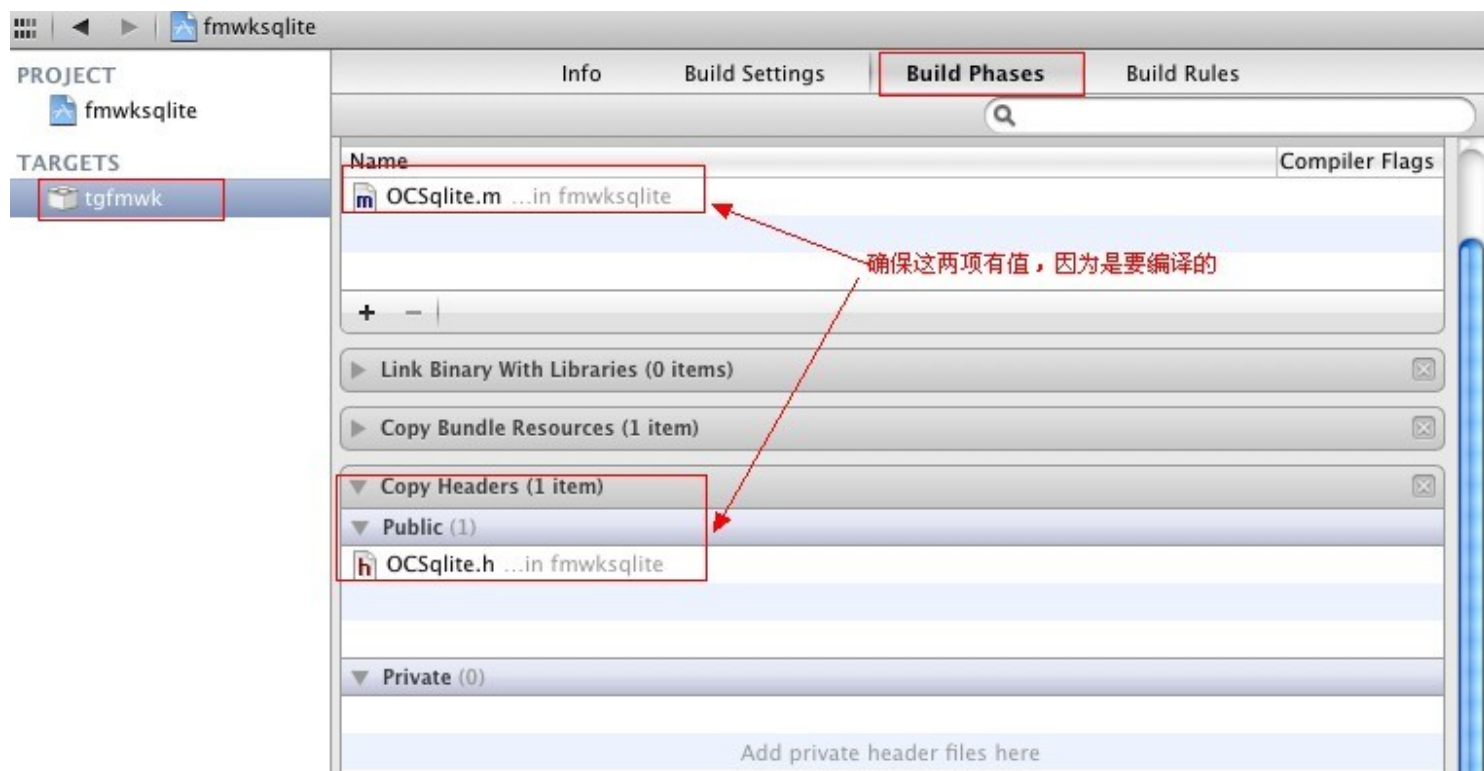 fmwksqlite
PROJECT
fmwksqlite
TARGETS
tgfmwk
Info Build Settings Build Phases Build Rules
Name Compiler Flags
m OCSqlite.m ...in fmwksqlite
确保这两项有值，因为是要编译的
+ −
Link Binary With Libraries (0 items)
Copy Bundle Resources (1 item)
Copy Headers (1 item)
Public (1)
h OCSqlite.h ...in fmwksqlite
Private (0)
Add private header files here